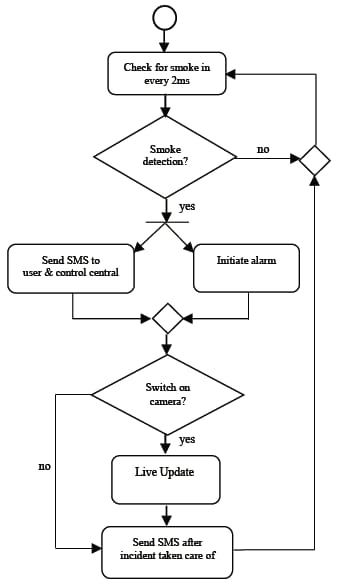 Check for smoke in
every 2ms
Smoke
detection?
no
yes
Send SMS to
user & control central
Initiate alarm
Switch on
camera?
yes
no
Live Update
Send SMS after
incident taken care of